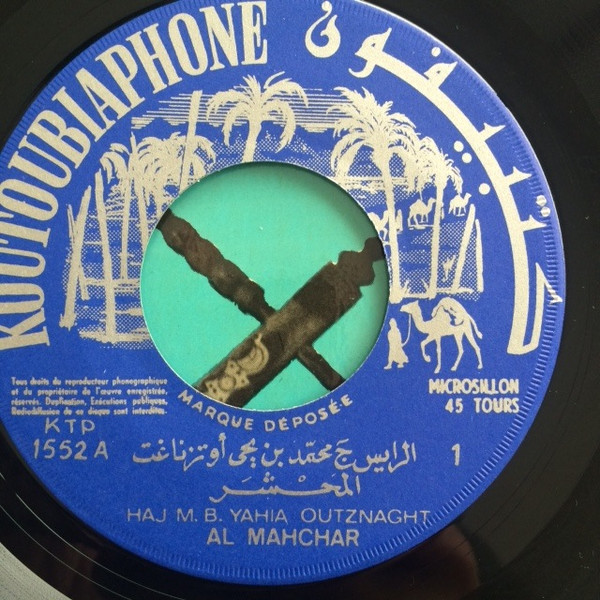 KOUTOUBIAPHONE
كتبيفون
Tous droits du reproducteur phonographique
et du propriétaire de l'œuvre enregistrée,
réservés. Duplication, Exécutions publiques,
Radiodiffusion de ce disque sont interdites.
MARQUE DÉPOSÉE
MICROSILLON
45 TOURS
KTP
1552 A
الرايس ج محمد بن يحي أوتزناغت
1
المحشر
HAJ M. B. YAHIA OUTZNAGHT
AL MAHCHAR